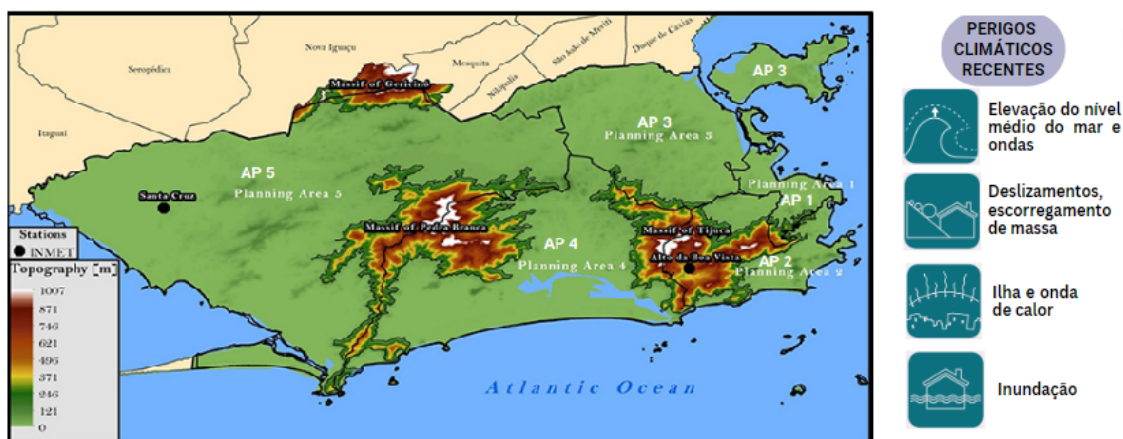 Nova Iguaçu
Seropédica
Itaguaí
Mesquita
Nilópolis
São João de Meriti
Duque de Caxias
Massif of Gericinó
AP 3
AP 3
Planning Area 3
AP 5
Planning Area 5
Santa Cruz
Massif of Pedra Branca
AP 4
Planning Area 4
Planning Area 1
AP 1
Massif of Tijuca
Alto da Boa Vista
AP 2
Planning Area 2
Atlantic Ocean
Stations
INMET
Topography [m]
1007
871
746
621
496
371
246
121
0
PERIGOS
CLIMÁTICOS
RECENTES
Elevação do nível
médio do mar e
ondas
Deslizamentos,
escorregamento
de massa
Ilha e onda
de calor
Inundação